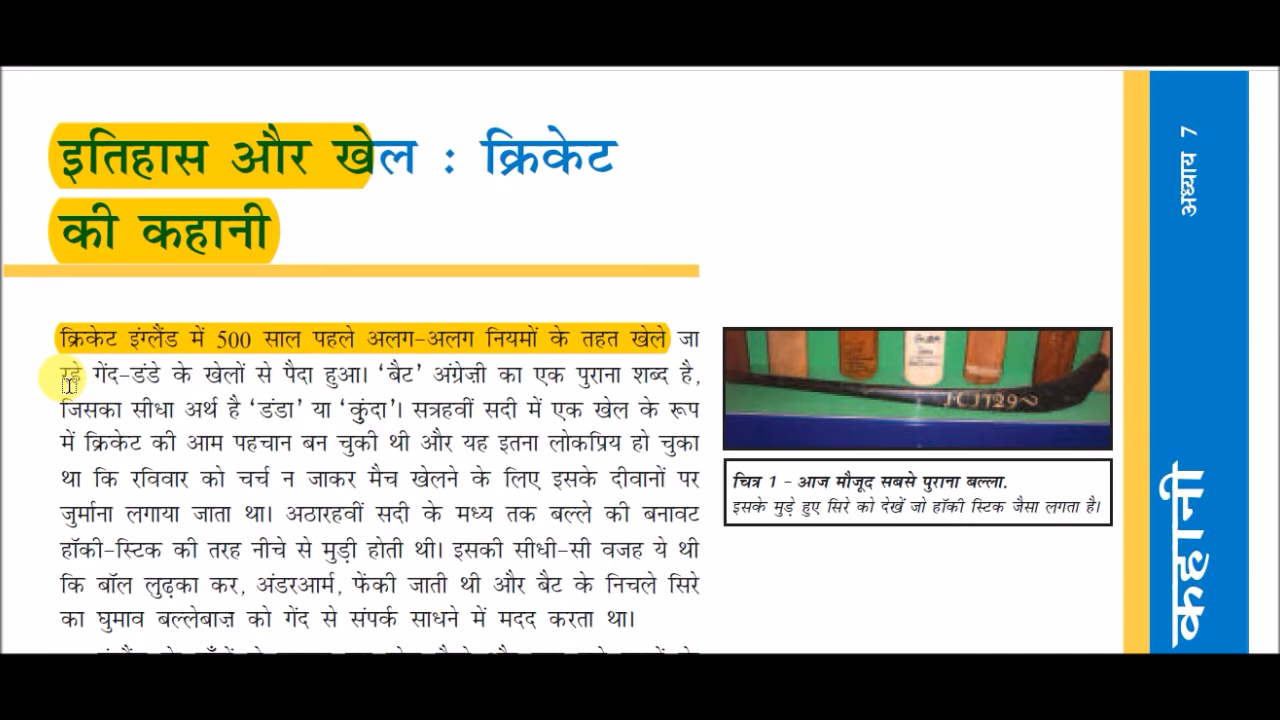 इतिहास और खेल : क्रिकेट
की कहानी
क्रिकेट इंग्लैंड में 500 साल पहले अलग-अलग नियमों के तहत खेले जा
रहे गेंद-डंडे के खेलों से पैदा हुआ। ‘बैट’ अंग्रेज़ी का एक पुराना शब्द है,
जिसका सीधा अर्थ है ‘डंडा’ या ‘कुंदा’। सत्रहवीं सदी में एक खेल के रूप
में क्रिकेट की आम पहचान बन चुकी थी और यह इतना लोकप्रिय हो चुका
था कि रविवार को चर्च न जाकर मैच खेलने के लिए इसके दीवानों पर
जुर्माना लगाया जाता था। अठारहवीं सदी के मध्य तक बल्ले की बनावट
हॉकी-स्टिक की तरह नीचे से मुड़ी होती थी। इसकी सीधी-सी वजह ये थी
कि बॉल लुढ़का कर, अंडरआर्म, फेंकी जाती थी और बैट के निचले सिरे
का घुमाव बल्लेबाज़ को गेंद से संपर्क साधने में मदद करता था।
चित्र 1 - आज मौजूद सबसे पुराना बल्ला.
इसके मुड़े हुए सिरे को देखें जो हॉकी स्टिक जैसा लगता है।
अध्याय 7
कहानी